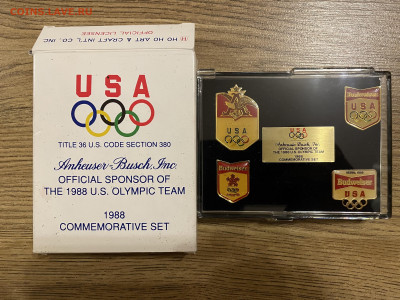 COINS.LAVE.RU
Ⓗ HO HO ART & CRAFT INT'L CO., INC
OFFICIAL LICENSEE
USA
TITLE 36 U.S. CODE SECTION 380
Anheuser-Busch, Inc.
OFFICIAL SPONSOR OF
THE 1988 U.S. OLYMPIC TEAM
1988
COMMEMORATIVE SET
USA
USA
USA
Anheuser-Busch, Inc.
OFFICIAL SPONSOR OF
THE 1988 U.S. OLYMPIC TEAM
1988
COMMEMORATIVE SET
Budweiser
Budweiser
USA